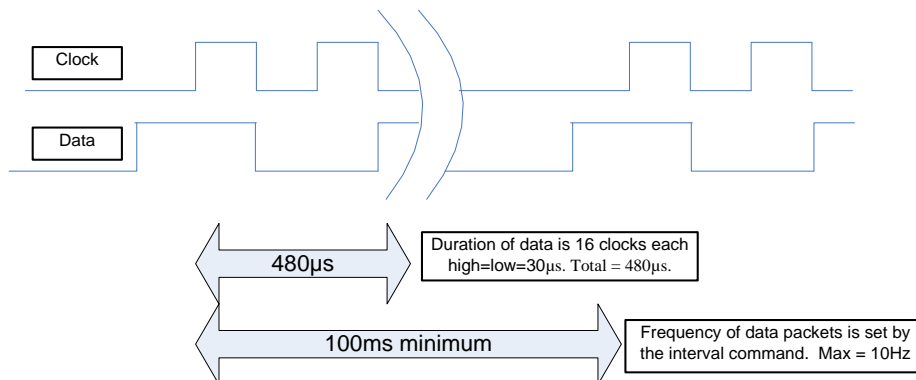 Clock
Data
480µs
Duration of data is 16 clocks each
high=low=30µs. Total = 480µs.
100ms minimum
Frequency of data packets is set by
the interval command. Max = 10Hz